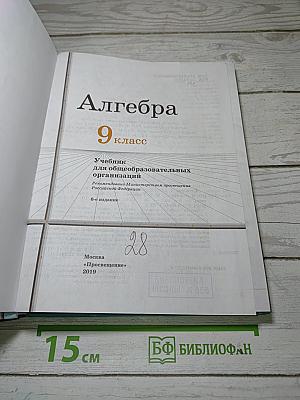 Алгебра
9 класс
Учебник
для общеобразовательных
организаций
Рекомендовано Министерством просвещения
Российской Федерации
6-е издание
28
Москва
«Просвещение»
2019
15 см
БФ БИБЛИОФАН